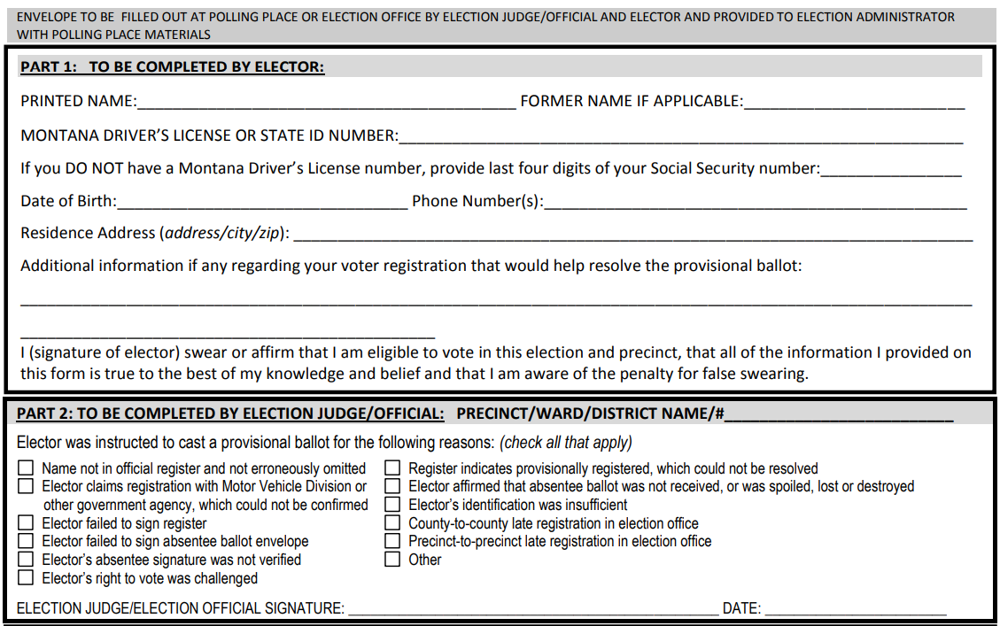 ENVELOPE TO BE FILLED OUT AT POLLING PLACE OR ELECTION OFFICE BY ELECTION JUDGE/OFFICIAL AND ELECTOR AND PROVIDED TO ELECTION ADMINISTRATOR
WITH POLLING PLACE MATERIALS
PART 1: TO BE COMPLETED BY ELECTOR:
PRINTED NAME:__________ FORMER NAME IF APPLICABLE:__________
MONTANA DRIVER'S LICENSE OR STATE ID NUMBER:__________
If you DO NOT have a Montana Driver's License number, provide last four digits of your Social Security number:__________
Date of Birth:__________ Phone Number(s):__________
Residence Address (address/city/zip): __________
Additional information if any regarding your voter registration that would help resolve the provisional ballot:
__________
__________
I (signature of elector) swear or affirm that I am eligible to vote in this election and precinct, that all of the information I provided on
this form is true to the best of my knowledge and belief and that I am aware of the penalty for false swearing.
PART 2: TO BE COMPLETED BY ELECTION JUDGE/OFFICIAL: PRECINCT/WARD/DISTRICT NAME/#__________
Elector was instructed to cast a provisional ballot for the following reasons: (check all that apply)
☐ Name not in official register and not erroneously omitted
☐ Elector claims registration with Motor Vehicle Division or
other government agency, which could not be confirmed
☐ Elector failed to sign register
☐ Elector failed to sign absentee ballot envelope
☐ Elector's absentee signature was not verified
☐ Elector's right to vote was challenged
☐ Register indicates provisionally registered, which could not be resolved
☐ Elector affirmed that absentee ballot was not received, or was spoiled, lost or destroyed
☐ Elector's identification was insufficient
☐ County-to-county late registration in election office
☐ Precinct-to-precinct late registration in election office
☐ Other
ELECTION JUDGE/ELECTION OFFICIAL SIGNATURE: __________ DATE: __________